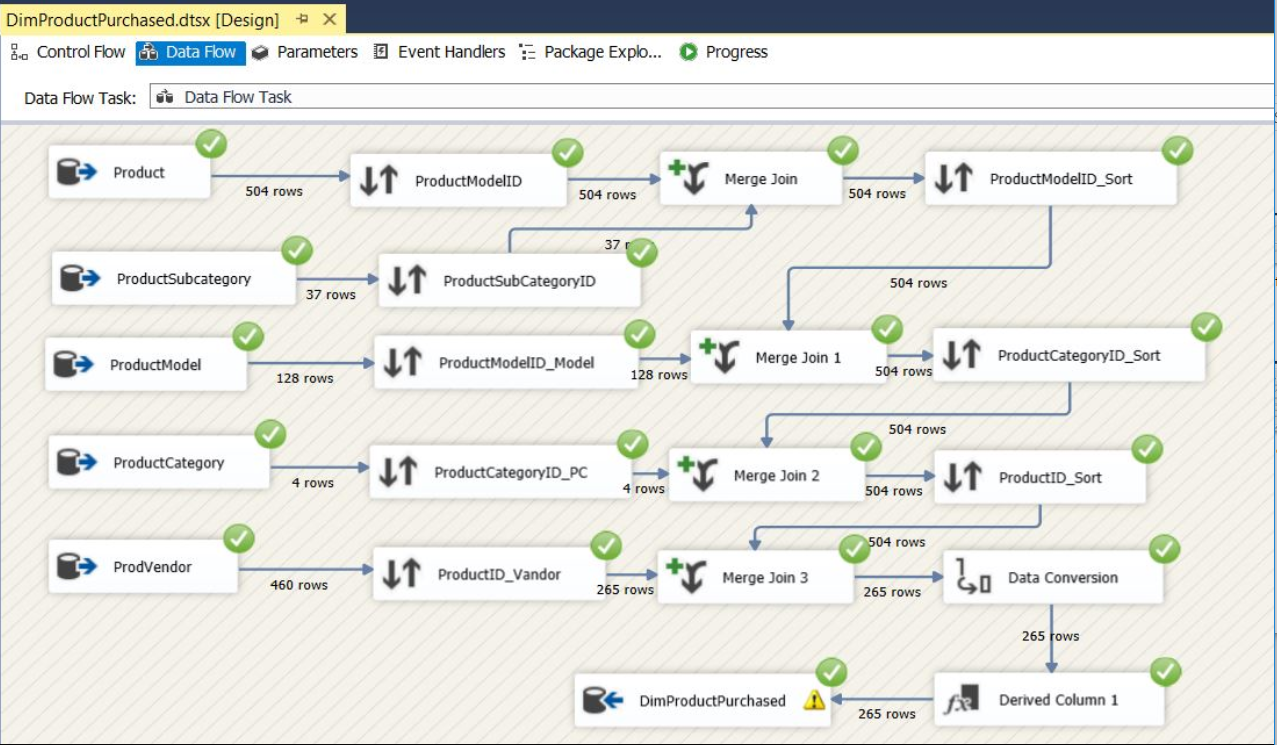 DimProductPurchased.dtsx [Design]
Control Flow Data Flow Parameters Event Handlers Package Explo... Progress
Data Flow Task: Data Flow Task
Product
504 rows
ProductModelID
504 rows
Merge Join
504 rows
ProductModelID_Sort
37
ProductSubcategory
37 rows
ProductSubCategoryID
504 rows
ProductModel
128 rows
ProductModelID_Model
128 rows
Merge Join 1
504 rows
ProductCategoryID_Sort
504 rows
ProductCategory
4 rows
ProductCategoryID_PC
4 rows
Merge Join 2
504 rows
ProductID_Sort
504 rows
ProdVendor
460 rows
ProductID_Vandor
265 rows
Merge Join 3
265 rows
Data Conversion
265 rows
DimProductPurchased
265 rows
fx
Derived Column 1